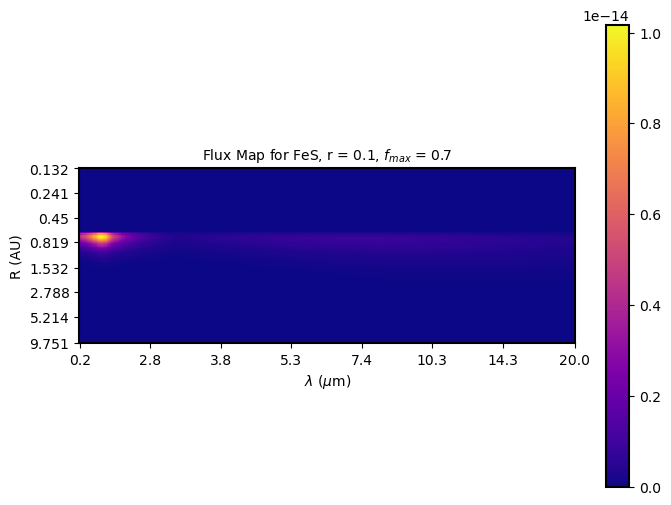 1e−14
Flux Map for FeS, r = 0.1, f_max = 0.7
R (AU)
0.132
0.241
0.45
0.819
1.532
2.788
5.214
9.751
0.2 2.8 3.8 5.3 7.4 10.3 14.3 20.0
λ (μm)
1.0
0.8
0.6
0.4
0.2
0.0